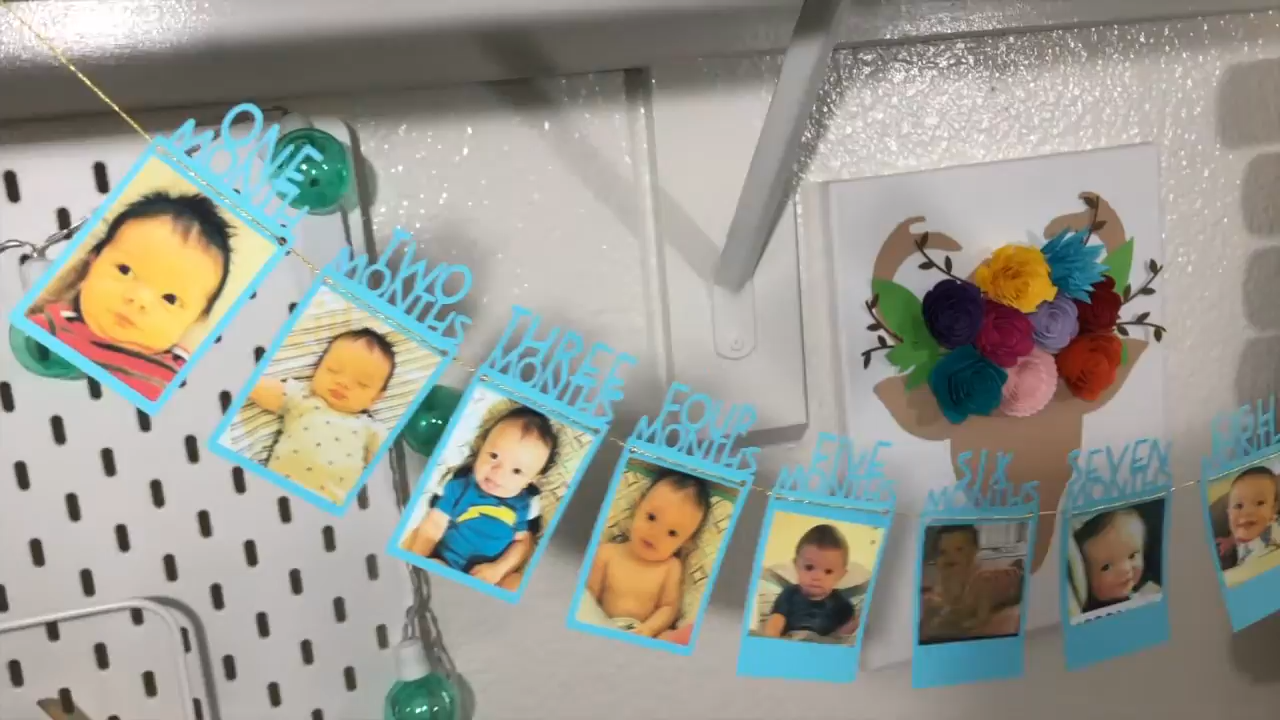 ONE
MONTH
TWO
MONTHS
THREE
MONTHS
FOUR
MONTHS
FIVE
MONTHS
SIX
MONTHS
SEVEN
MONTHS